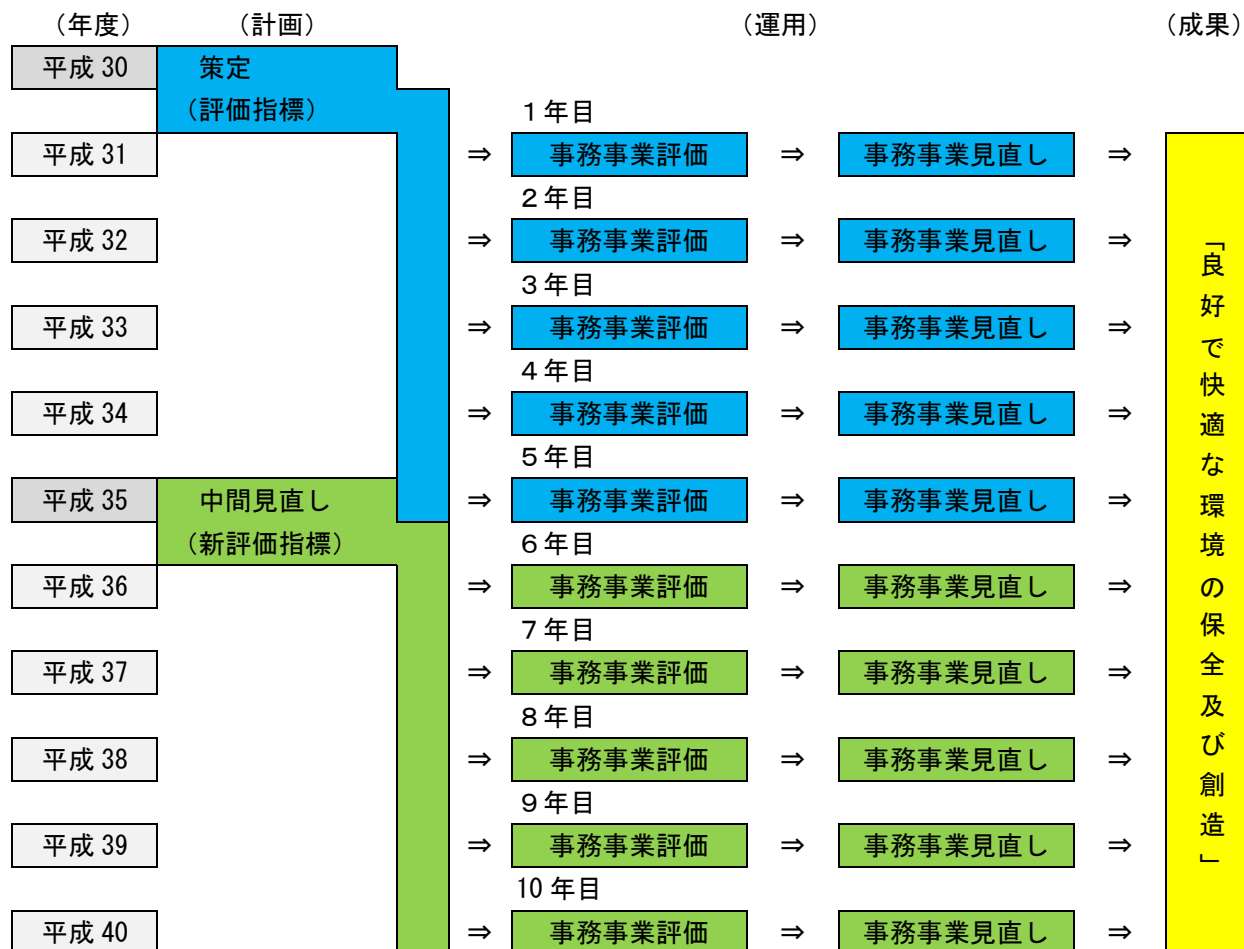 （年度） （計画） （運用） （成果）
平成 30 策定
（評価指標） １年目
平成 31 ⇒ 事務事業評価 ⇒ 事務事業見直し ⇒
２年目
平成 32 ⇒ 事務事業評価 ⇒ 事務事業見直し ⇒
３年目
平成 33 ⇒ 事務事業評価 ⇒ 事務事業見直し ⇒
４年目
平成 34 ⇒ 事務事業評価 ⇒ 事務事業見直し ⇒
５年目
平成 35 中間見直し ⇒ 事務事業評価 ⇒ 事務事業見直し ⇒
（新評価指標） ６年目
平成 36 ⇒ 事務事業評価 ⇒ 事務事業見直し ⇒
７年目
平成 37 ⇒ 事務事業評価 ⇒ 事務事業見直し ⇒
８年目
平成 38 ⇒ 事務事業評価 ⇒ 事務事業見直し ⇒
９年目
平成 39 ⇒ 事務事業評価 ⇒ 事務事業見直し ⇒
10 年目
平成 40 ⇒ 事務事業評価 ⇒ 事務事業見直し ⇒
「良好で快適な環境の保全及び創造」